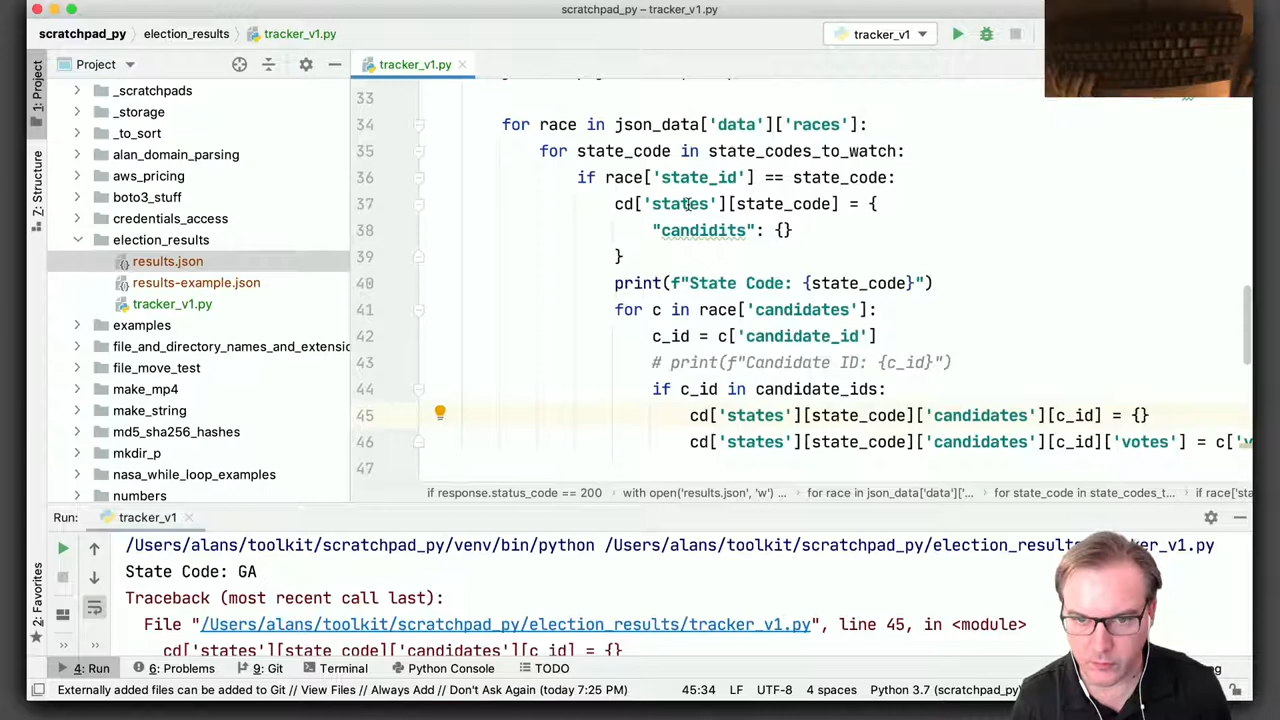 scratchpad_py – tracker_v1.py
scratchpad_py
election_results
tracker_v1.py
tracker_v1
1: Project
Z: Structure
2: Favorites
Project
_scratchpads
_storage
_to_sort
alan_domain_parsing
aws_pricing
boto3_stuff
credentials_access
election_results
results.json
results-example.json
tracker_v1.py
examples
file_and_directory_names_and_extensio
file_move_test
make_mp4
make_string
md5_sha256_hashes
mkdir_p
nasa_while_loop_examples
numbers
tracker_v1.py
33
34 for race in json_data['data']['races']:
35 for state_code in state_codes_to_watch:
36 if race['state_id'] == state_code:
37 cd['states'][state_code] = {
38 "candidits": {}
39 }
40 print(f"State Code: {state_code}")
41 for c in race['candidates']:
42 c_id = c['candidate_id']
43 # print(f"Candidate ID: {c_id}")
44 if c_id in candidate_ids:
45 cd['states'][state_code]['candidates'][c_id] = {}
46 cd['states'][state_code]['candidates'][c_id]['votes'] = c['v
47
if response.status_code == 200
with open('results.json', 'w') ...
for race in json_data['data']['...
for state_code in state_codes_t...
if race['sta
Run: tracker_v1
/Users/alans/toolkit/scratchpad_py/venv/bin/python /Users/alans/toolkit/scratchpad_py/election_results/tracker_v1.py
State Code: GA
Traceback (most recent call last):
File "/Users/alans/toolkit/scratchpad_py/election_results/tracker_v1.py", line 45, in <module>
cd['states'][state_code]['candidates'][c_id] = {}
4: Run
6: Problems
9: Git
Terminal
Python Console
TODO
Externally added files can be added to Git // View Files // Always Add // Don't Ask Again (today 7:25 PM)
45:34
LF
UTF-8
4 spaces
Python 3.7 (scratchpad_py)